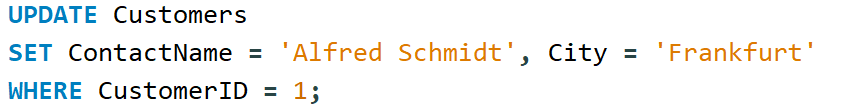 UPDATE Customers
SET ContactName = 'Alfred Schmidt', City = 'Frankfurt'
WHERE CustomerID = 1;